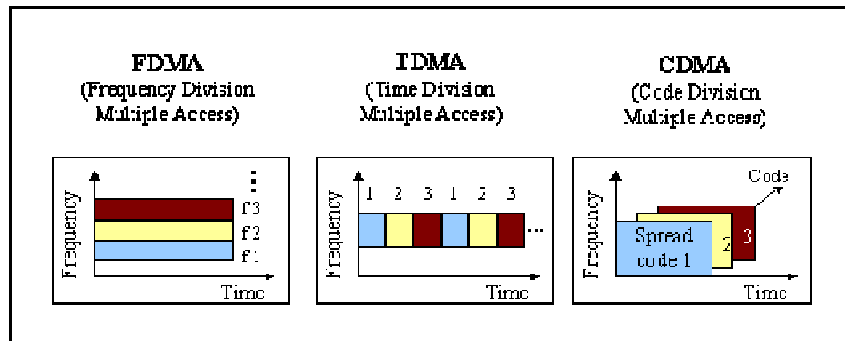 FDMA
(Frequency Division
Multiple Access)
TDMA
(Time Division
Multiple Access)
CDMA
(Code Division
Multiple Access)
Frequency
f3
f2
f1
Time
Frequency
1 2 3 1 2 3
...
Time
Frequency
Code
Spread
code 1
2
3
Time